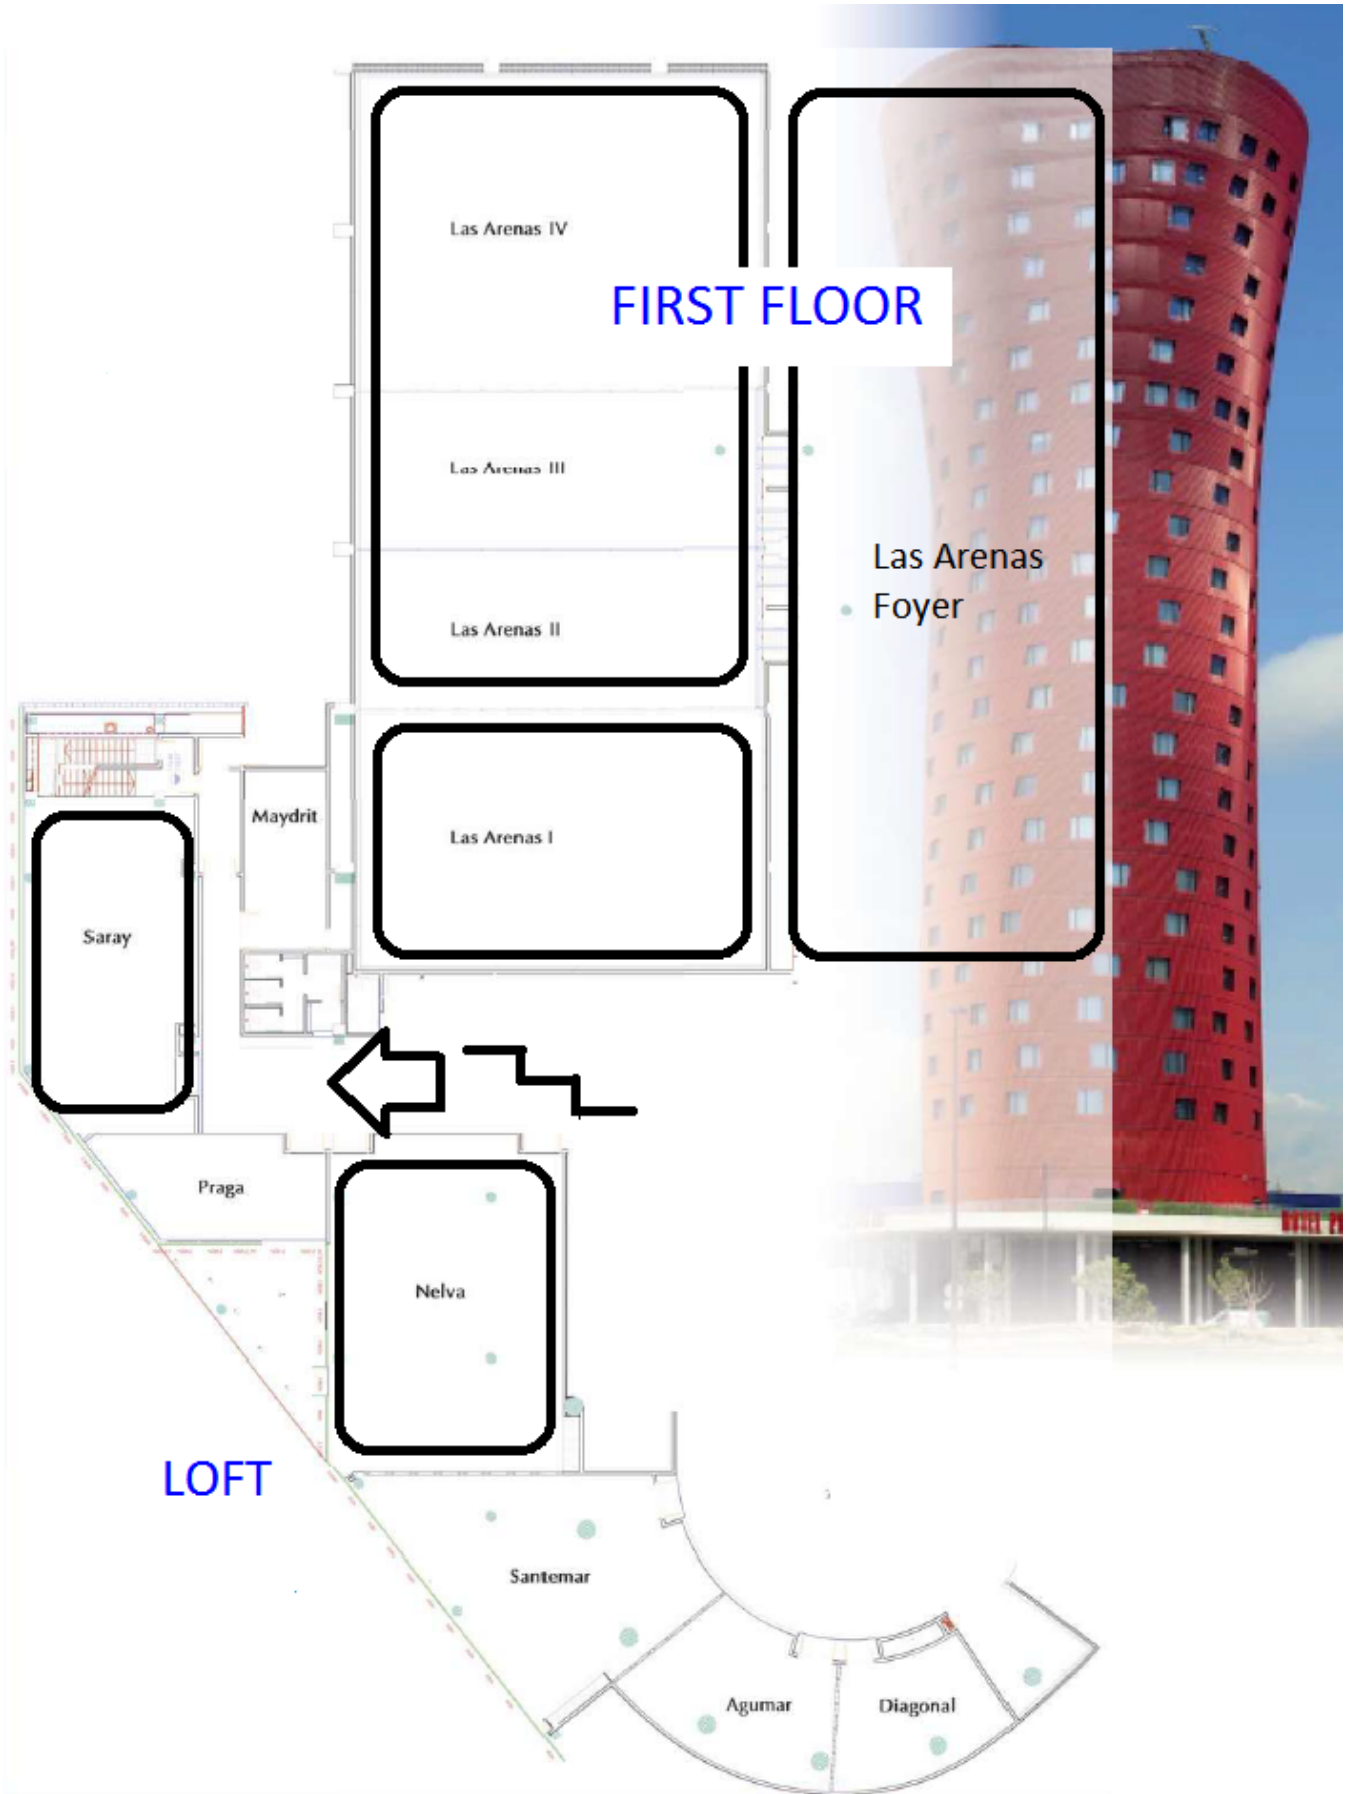 Las Arenas IV
FIRST FLOOR
Las Arenas III
Las Arenas
Foyer
Las Arenas II
Maydrit
Las Arenas I
Saray
Praga
Nelva
LOFT
Santemar
Agumar
Diagonal
HOTEL